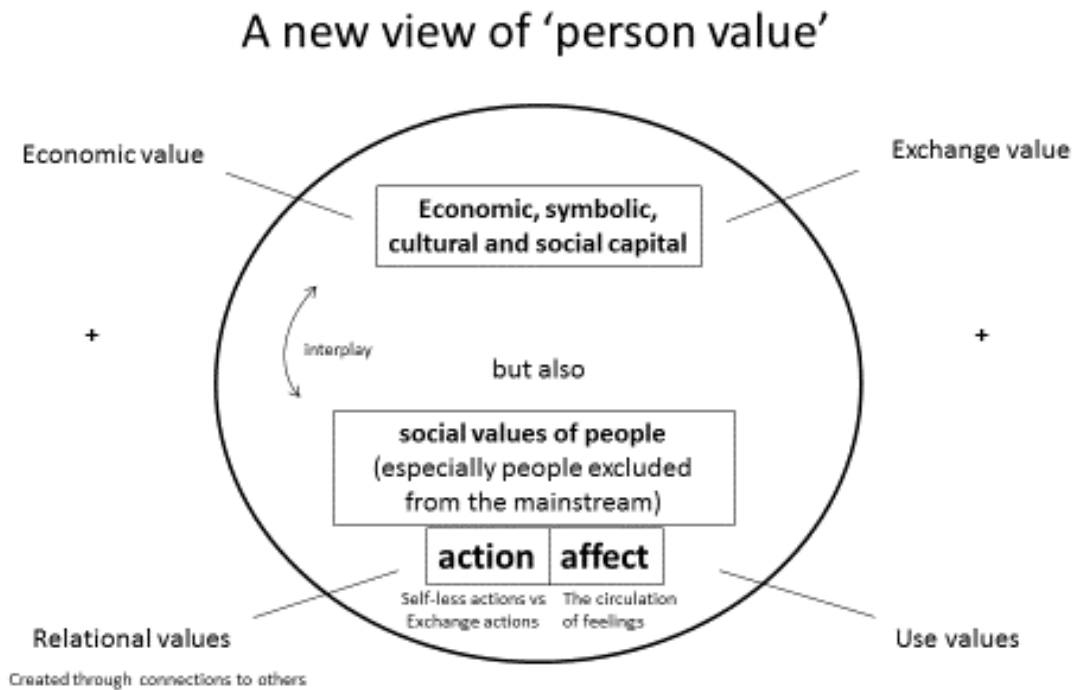 A new view of ‘person value’
Economic value
Exchange value
Economic, symbolic,
cultural and social capital
+
interplay
+
but also
social values of people
(especially people excluded
from the mainstream)
action
affect
Self-less actions vs
Exchange actions
The circulation
of feelings
Relational values
Use values
Created through connections to others